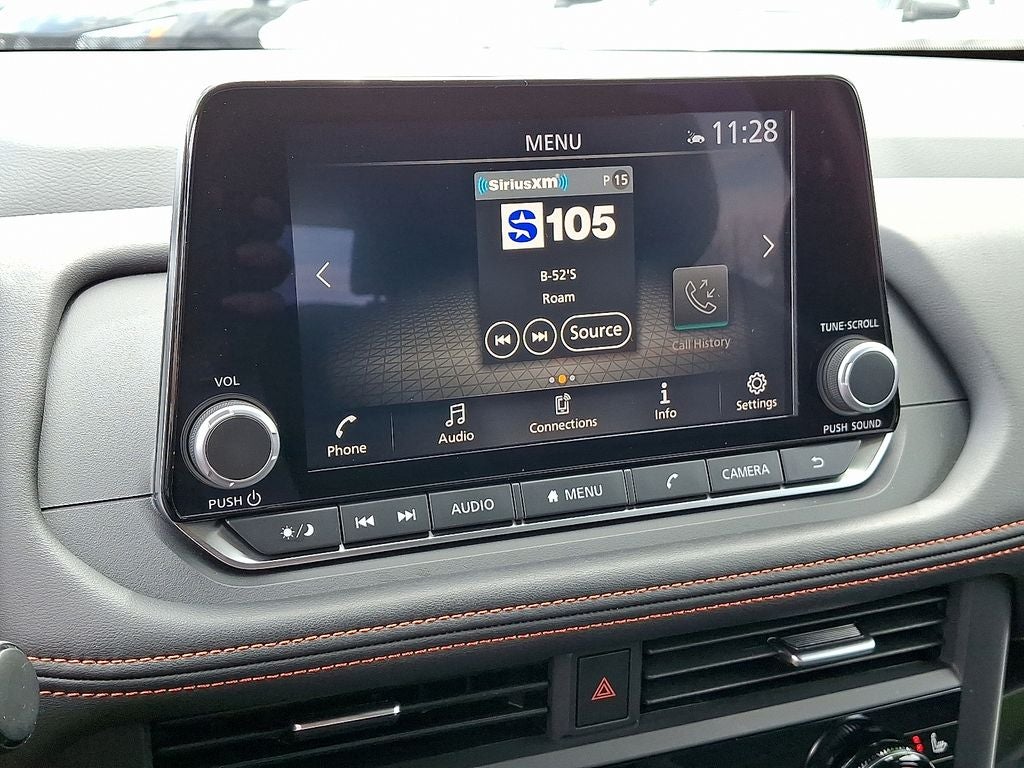 MENU
11:28
SiriusXM
P 15
S 105
B-52'S
Roam
Source
Call History
TUNE·SCROLL
VOL
Phone
Audio
Connections
Info
Settings
PUSH SOUND
PUSH
AUDIO
MENU
CAMERA